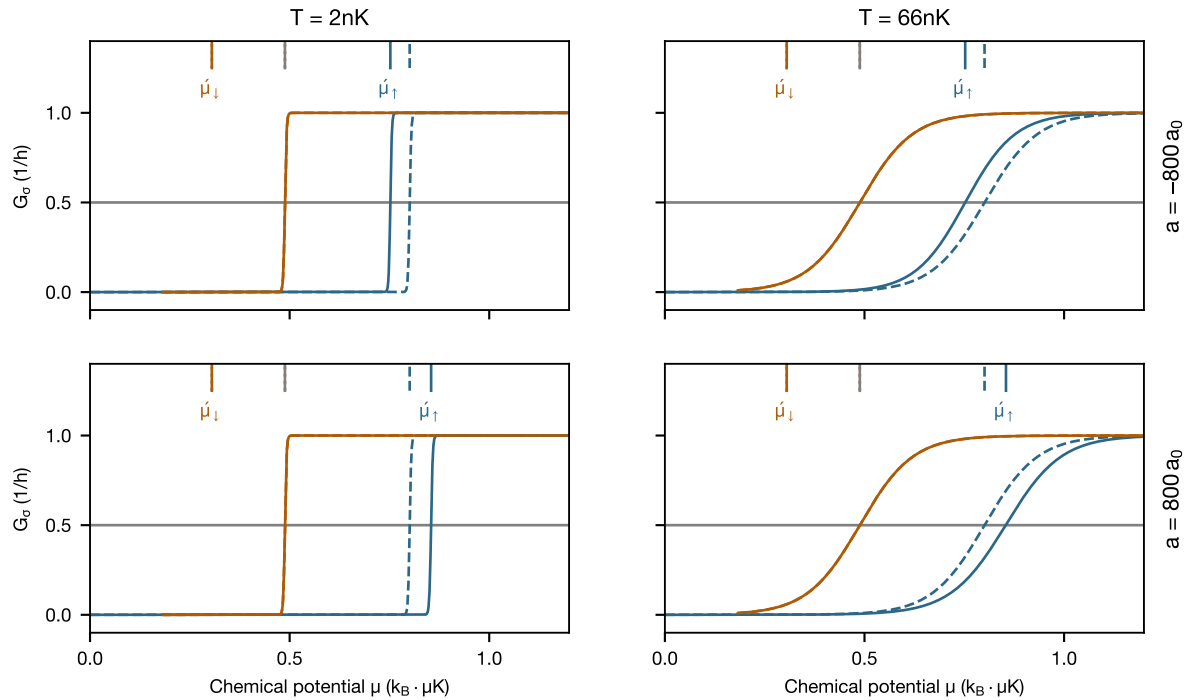 T = 2nK
T = 66nK
μ́↓
μ́↑
μ́↓
μ́↑
1.0
0.5
0.0
Gσ (1/h)
a = −800 a₀
μ́↓
μ́↑
μ́↓
μ́↑
1.0
0.5
0.0
Gσ (1/h)
a = 800 a₀
0.0
0.5
1.0
0.0
0.5
1.0
Chemical potential μ (kB · μK)
Chemical potential μ (kB · μK)